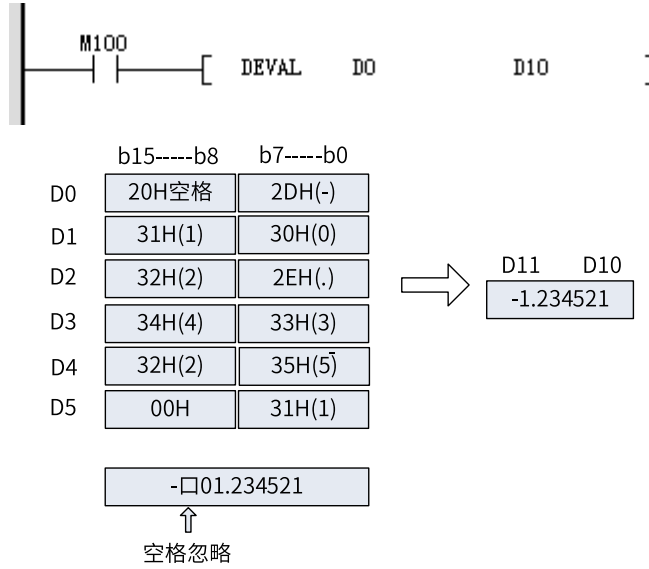 M100
[ DEVAL D0 D10 ]
b15-----b8 b7-----b0
D0 20H空格 2DH(-)
D1 31H(1) 30H(0)
D2 32H(2) 2EH(.)
D3 34H(4) 33H(3)
D4 32H(2) 35H(5)
D5 00H 31H(1)
D11 D10
-1.234521
-口01.234521
空格忽略